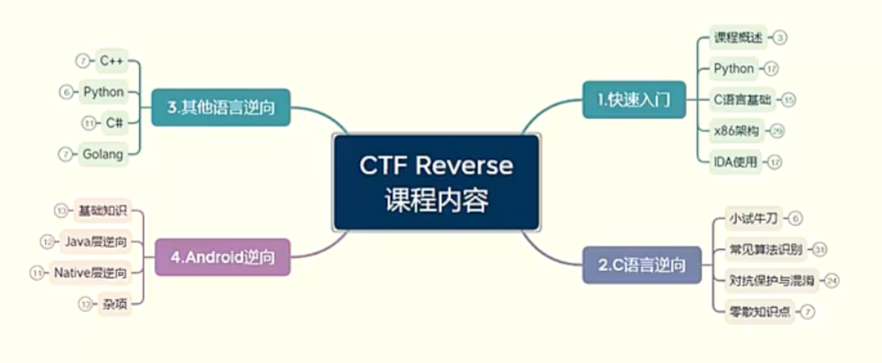 CTF Reverse
课程内容
1.快速入门
课程概述 3
Python 17
C语言基础 15
x86架构 29
IDA使用 17
2.C语言逆向
小试牛刀 6
常见算法识别 31
对抗保护与混淆 24
零散知识点 7
3.其他语言逆向
7 C++
6 Python
11 C#
7 Golang
4.Android逆向
13 基础知识
12 Java层逆向
11 Native层逆向
13 杂项